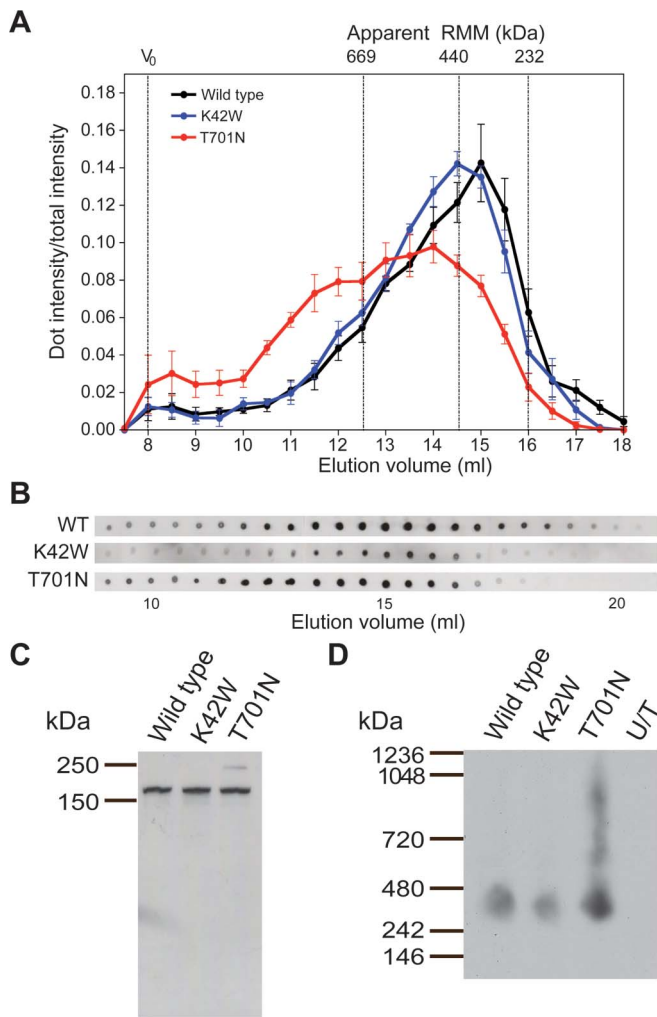 A
Apparent RMM (kDa)
V0 669 440 232
Wild type
K42W
T701N
0.18
0.16
0.14
0.12
0.10
0.08
0.06
0.04
0.02
0.00
Dot intensity/total intensity
8 9 10 11 12 13 14 15 16 17 18
Elution volume (ml)
B
WT
K42W
T701N
10 15 20
Elution volume (ml)
C
kDa
Wild type
K42W
T701N
250
150
D
kDa
Wild type
K42W
T701N
U/T
1236
1048
720
480
242
146